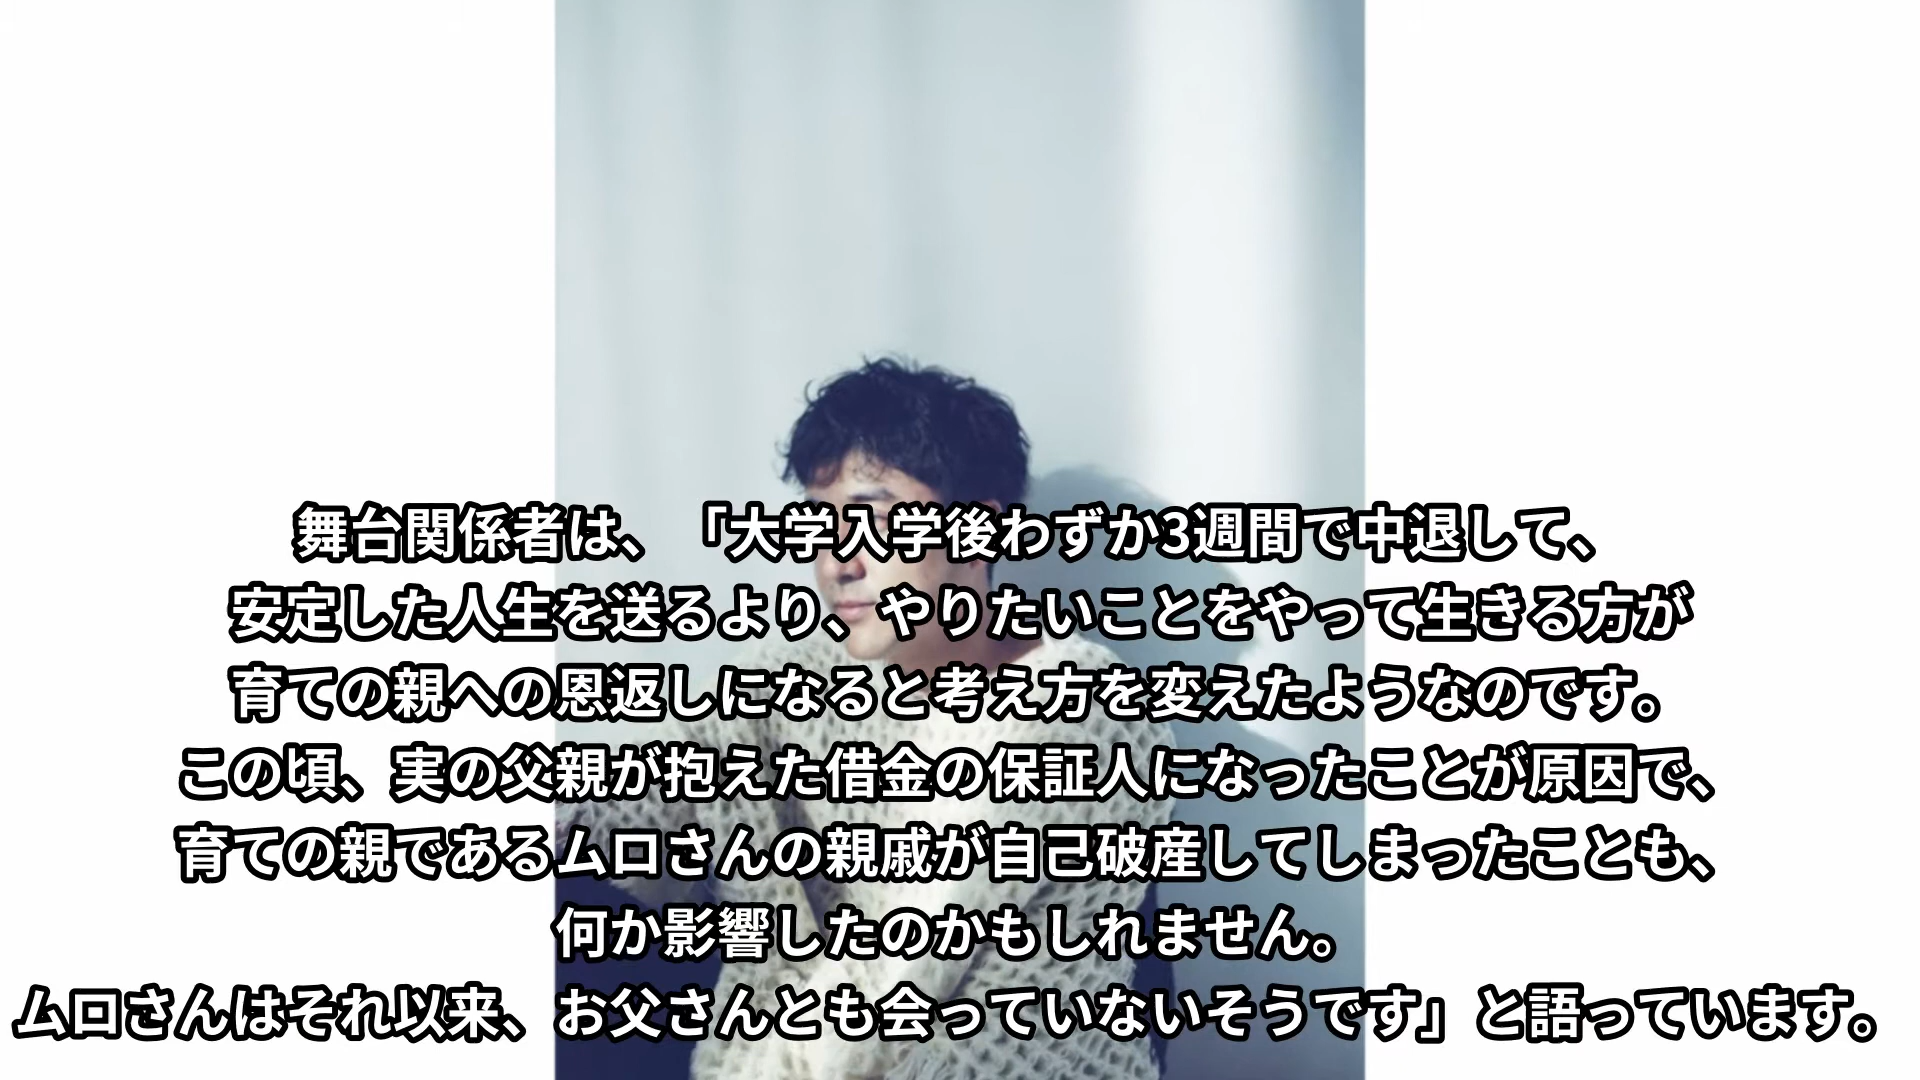 舞台関係者は、「大学入学後わずか3週間で中退して、
安定した人生を送るより、やりたいことをやって生きる方が
育ての親への恩返しになると考え方を変えたようなのです。
この頃、実の父親が抱えた借金の保証人になったことが原因で、
育ての親であるムロさんの親戚が自己破産してしまったことも、
何か影響したのかもしれません。
ムロさんはそれ以来、お父さんとも会っていないそうです」と語っています。